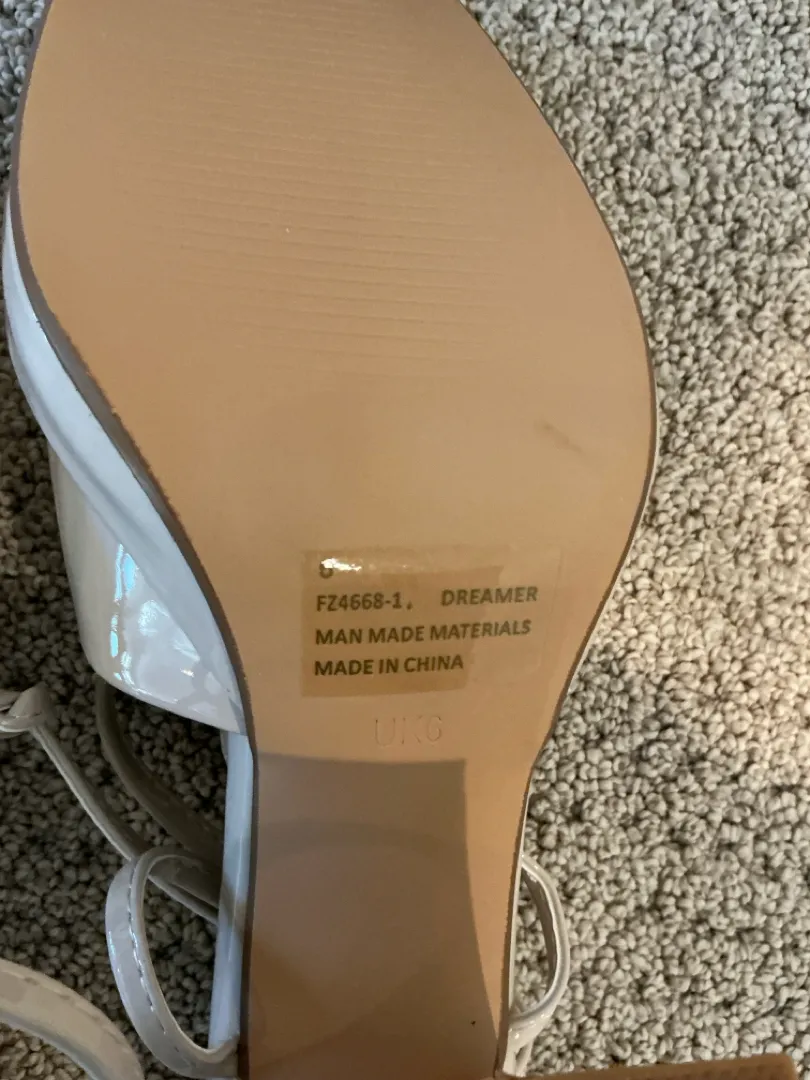 FZ4668-1, DREAMER
MAN MADE MATERIALS
MADE IN CHINA
UK6